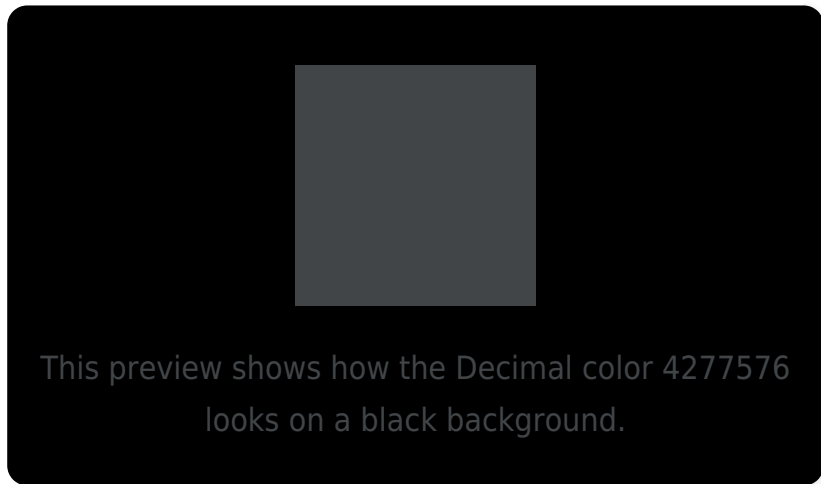 This preview shows how the Decimal color 4277576
looks on a black background.